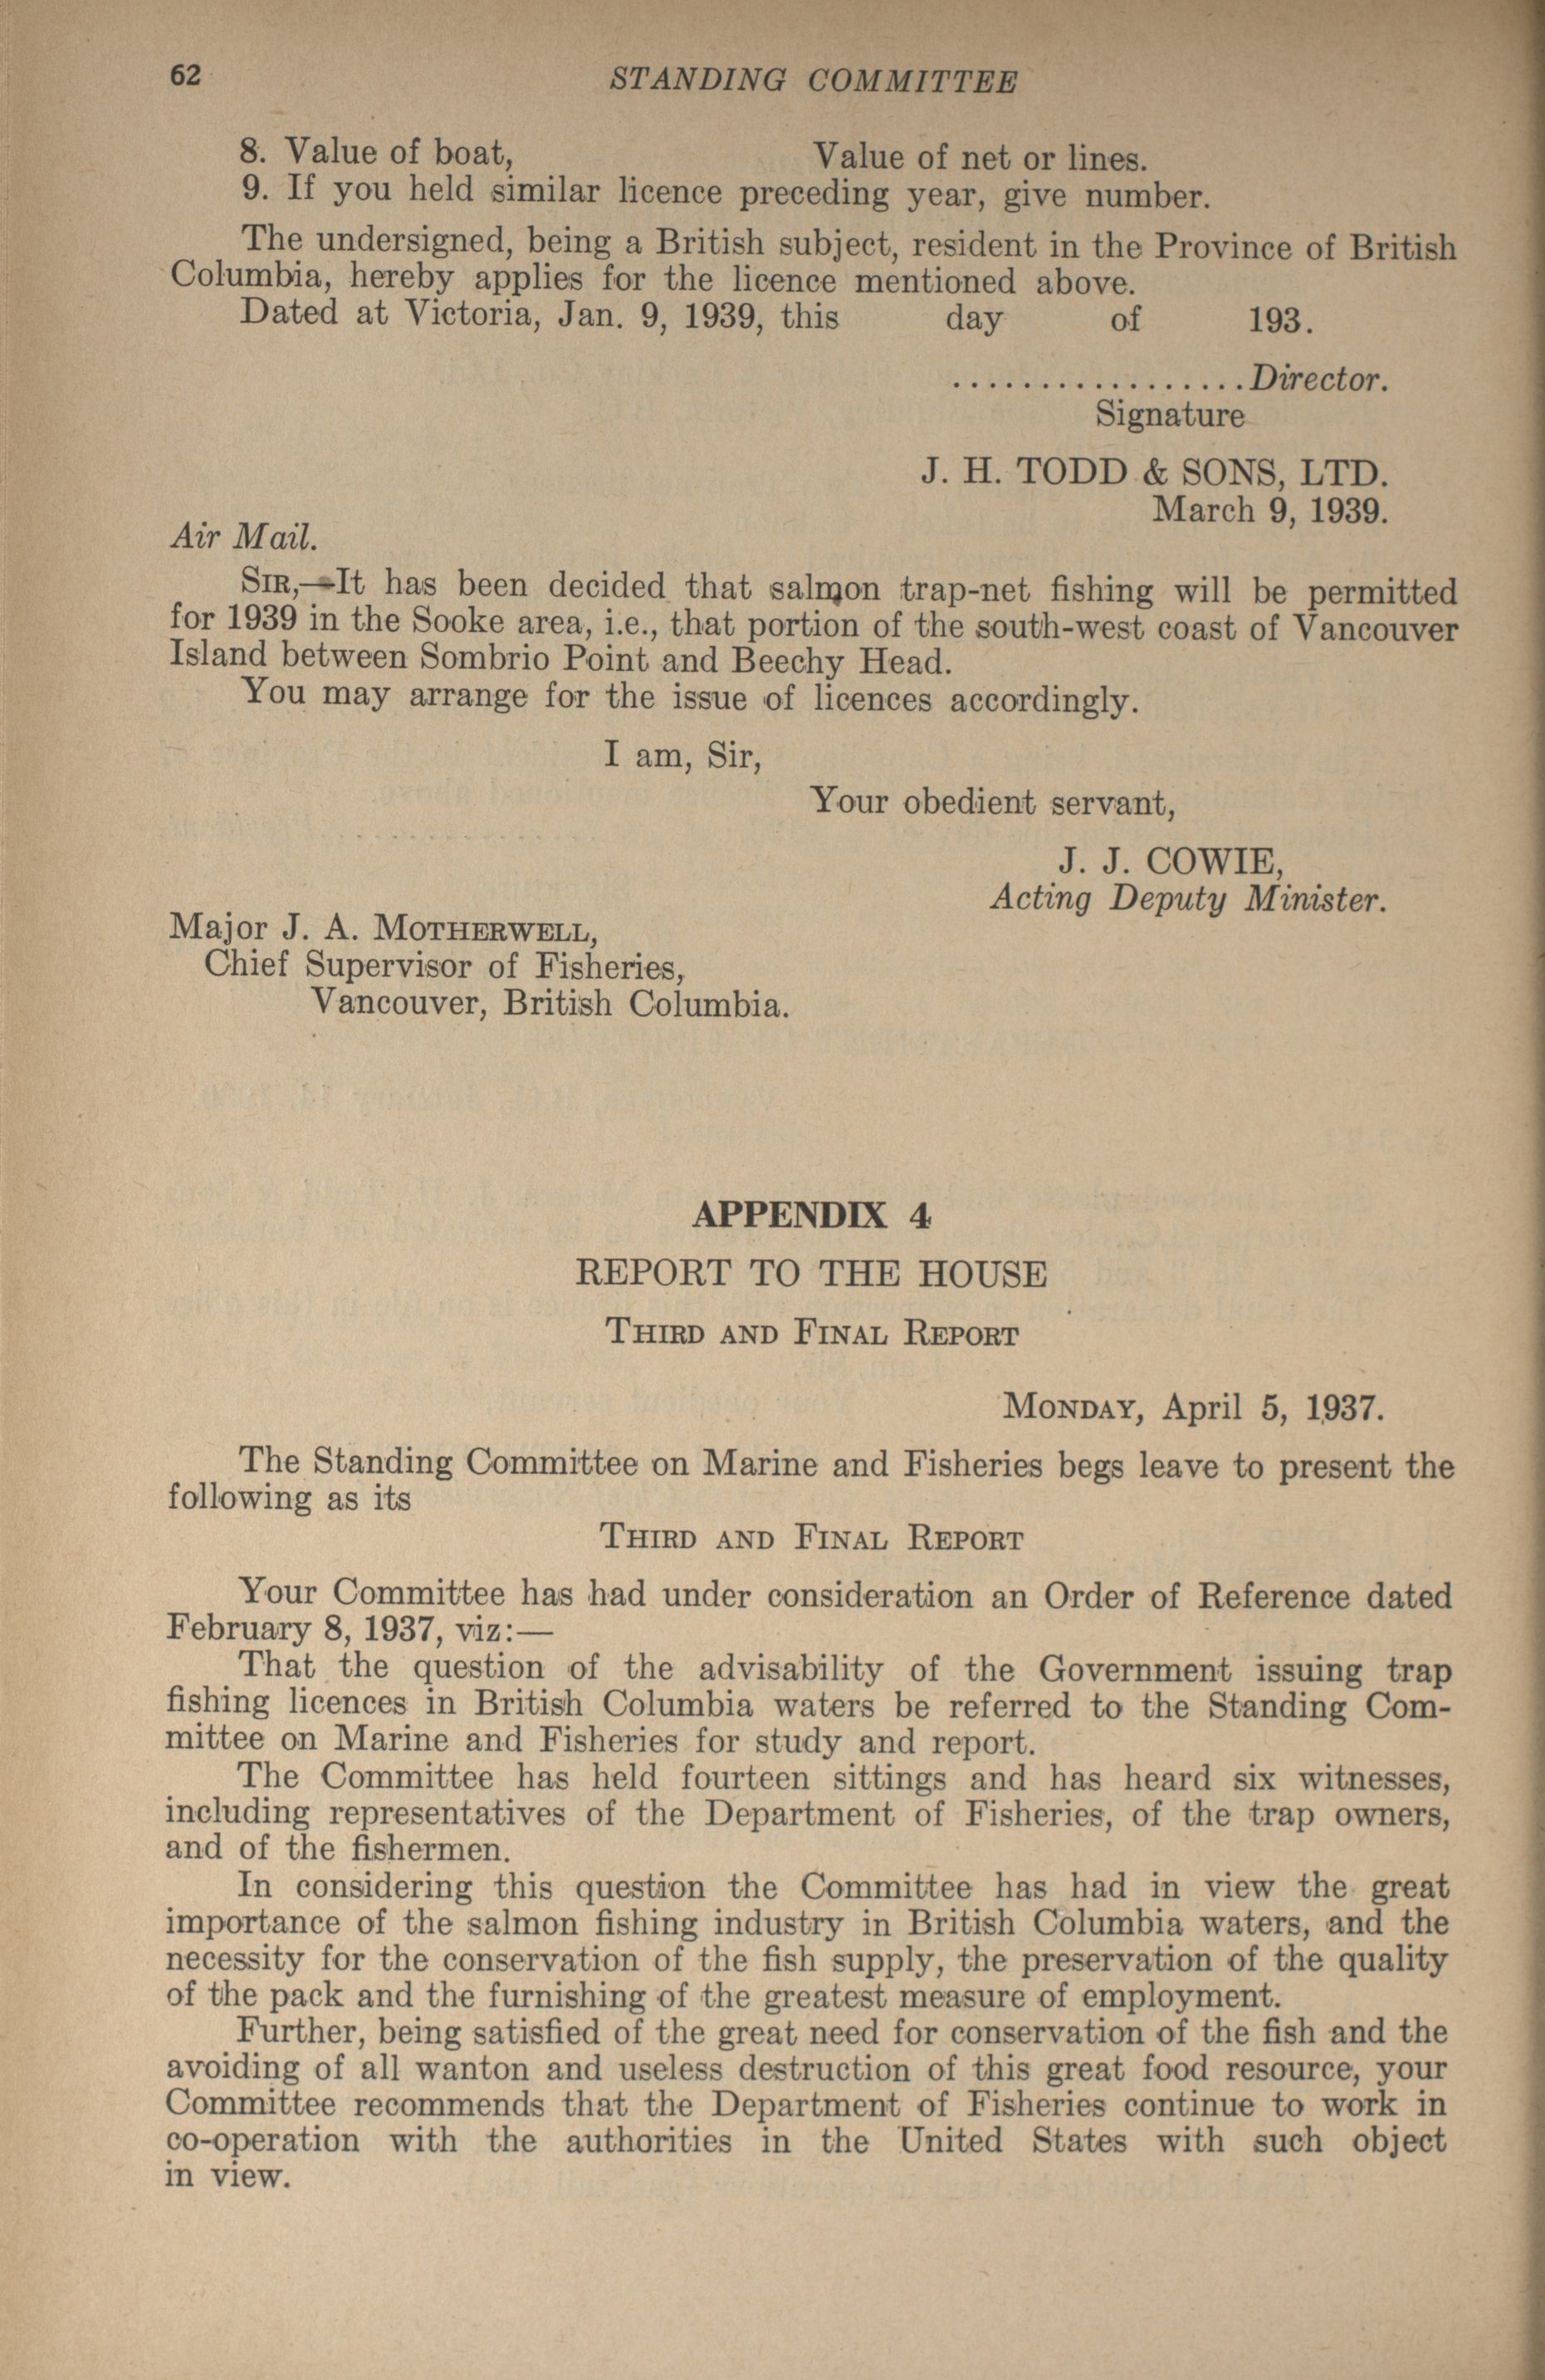 62
STANDING COMMITTEE
8. Value of boat, Value of net or lines.
9. If you held similar licence preceding year, give number.
The undersigned, being a British subject, resident in the Province of British
Columbia, hereby applies for the licence mentioned above.
Dated at Victoria, Jan. 9, 1939, this day of 193.
..................Director.
Signature
J. H. TODD & SONS, LTD.
March 9, 1939.
Air Mail.
SIR,—It has been decided that salmon trap-net fishing will be permitted
for 1939 in the Sooke area, i.e., that portion of the south-west coast of Vancouver
Island between Sombrio Point and Beechy Head.
You may arrange for the issue of licences accordingly.
I am, Sir,
Your obedient servant,
J. J. COWIE,
Acting Deputy Minister.
Major J. A. MOTHERWELL,
Chief Supervisor of Fisheries,
Vancouver, British Columbia.
APPENDIX 4
REPORT TO THE HOUSE
THIRD AND FINAL REPORT
MONDAY, April 5, 1937.
The Standing Committee on Marine and Fisheries begs leave to present the
following as its
THIRD AND FINAL REPORT
Your Committee has had under consideration an Order of Reference dated
February 8, 1937, viz:—
That the question of the advisability of the Government issuing trap
fishing licences in British Columbia waters be referred to the Standing Com-
mittee on Marine and Fisheries for study and report.
The Committee has held fourteen sittings and has heard six witnesses,
including representatives of the Department of Fisheries, of the trap owners,
and of the fishermen.
In considering this question the Committee has had in view the great
importance of the salmon fishing industry in British Columbia waters, and the
necessity for the conservation of the fish supply, the preservation of the quality
of the pack and the furnishing of the greatest measure of employment.
Further, being satisfied of the great need for conservation of the fish and the
avoiding of all wanton and useless destruction of this great food resource, your
Committee recommends that the Department of Fisheries continue to work in
co-operation with the authorities in the United States with such object
in view.